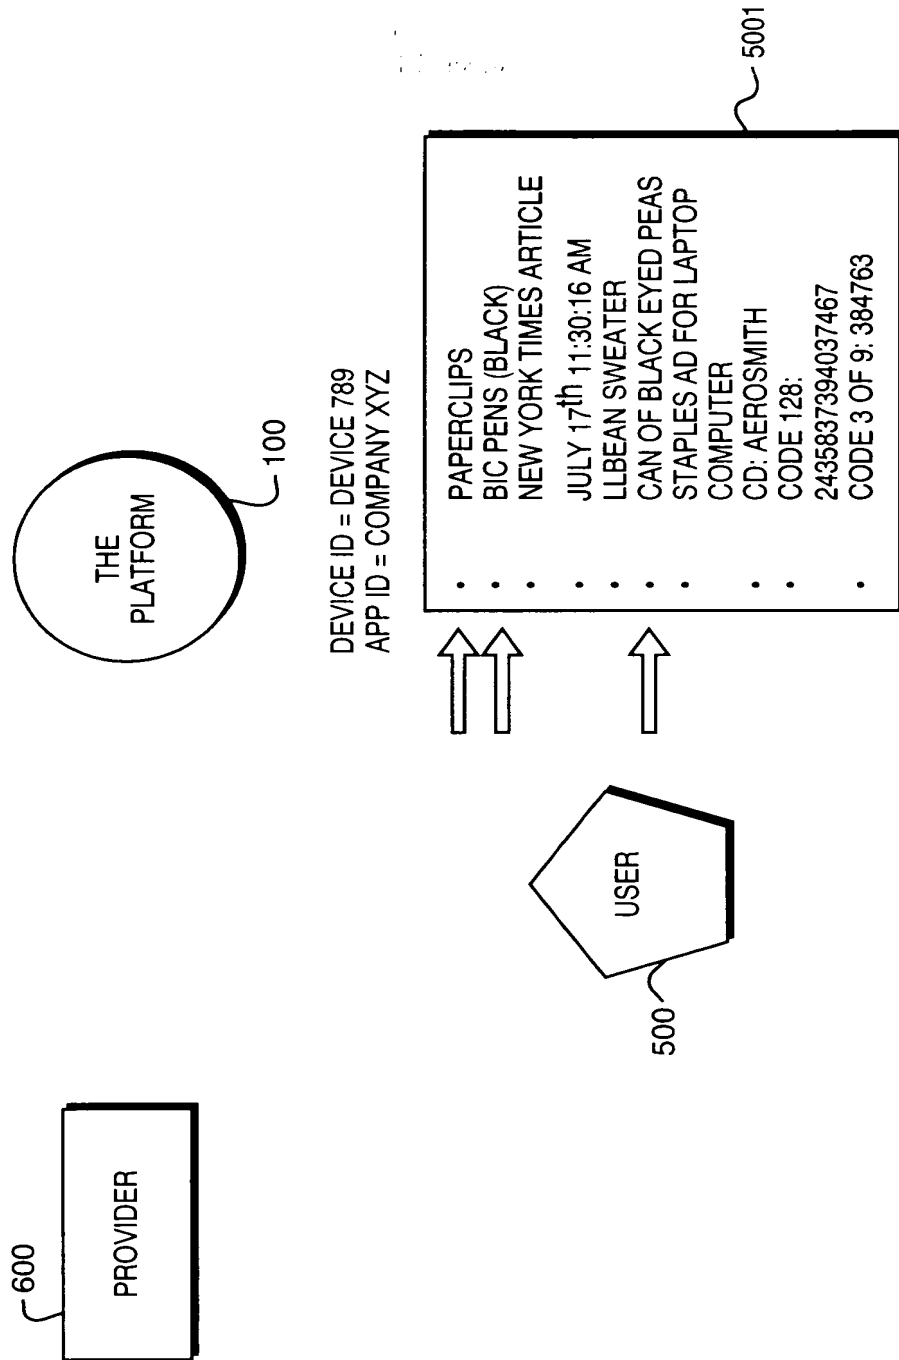 600
PROVIDER
THE
PLATFORM
100
DEVICE ID = DEVICE 789
APP ID = COMPANY XYZ
USER
500
• PAPERCLIPS
• BIC PENS (BLACK)
• NEW YORK TIMES ARTICLE
• JULY 17th 11:30:16 AM
• LLBEAN SWEATER
• CAN OF BLACK EYED PEAS
• STAPLES AD FOR LAPTOP
COMPUTER
• CD: AEROSMITH
• CODE 128:
2435837394037467
• CODE 3 OF 9: 384763
5001